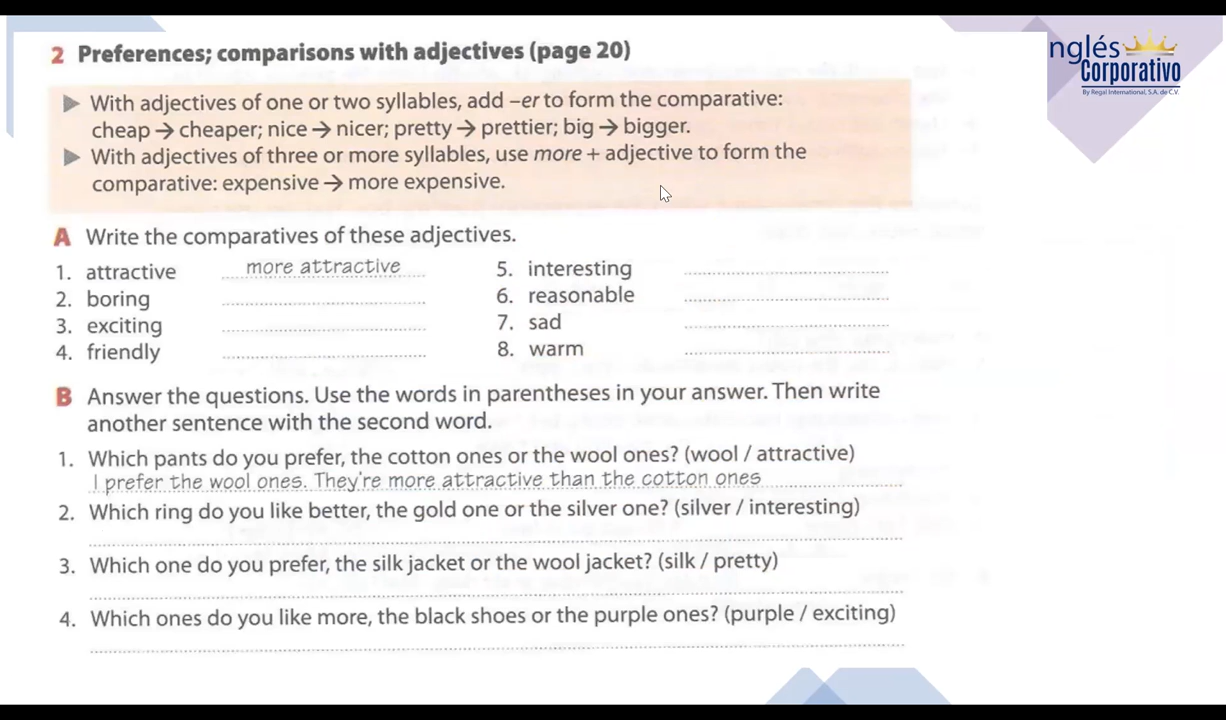 2 Preferences; comparisons with adjectives (page 20)
nglés
Corporativo
By Regal International, S.A. de C.V.
▶ With adjectives of one or two syllables, add –er to form the comparative:
cheap → cheaper; nice → nicer; pretty → prettier; big → bigger.
▶ With adjectives of three or more syllables, use more + adjective to form the
comparative: expensive → more expensive.
A Write the comparatives of these adjectives.
1. attractive more attractive
2. boring
3. exciting
4. friendly
5. interesting
6. reasonable
7. sad
8. warm
B Answer the questions. Use the words in parentheses in your answer. Then write
another sentence with the second word.
1. Which pants do you prefer, the cotton ones or the wool ones? (wool / attractive)
I prefer the wool ones. They're more attractive than the cotton ones
2. Which ring do you like better, the gold one or the silver one? (silver / interesting)
3. Which one do you prefer, the silk jacket or the wool jacket? (silk / pretty)
4. Which ones do you like more, the black shoes or the purple ones? (purple / exciting)